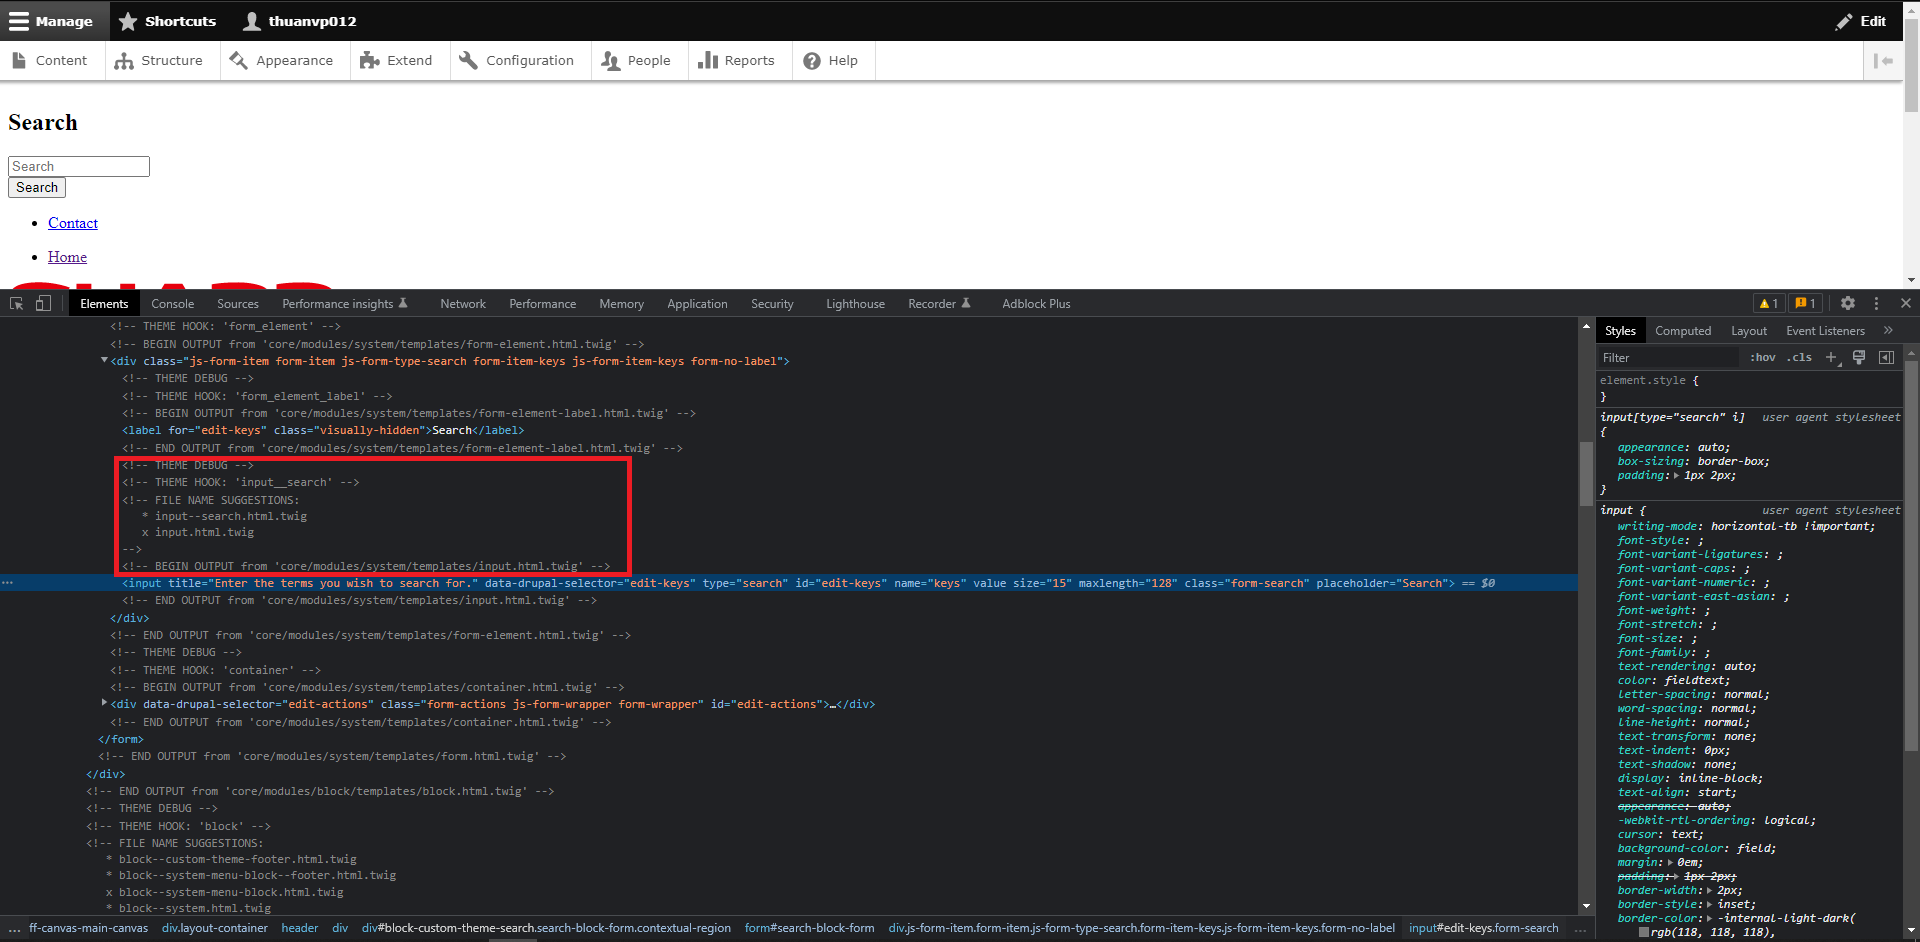 Manage Shortcuts thuanvp012 Edit
Content Structure Appearance Extend Configuration People Reports Help
Search
Search
Search
• Contact
• Home
Elements Console Sources Performance insights Network Performance Memory Application Security Lighthouse Recorder Adblock Plus 1 1
<!-- THEME HOOK: 'form_element' -->
<!-- BEGIN OUTPUT from 'core/modules/system/templates/form-element.html.twig' -->
<div class="js-form-item form-item js-form-type-search form-item-keys js-form-item-keys form-no-label">
<!-- THEME DEBUG -->
<!-- THEME HOOK: 'form_element_label' -->
<!-- BEGIN OUTPUT from 'core/modules/system/templates/form-element-label.html.twig' -->
<label for="edit-keys" class="visually-hidden">Search</label>
<!-- END OUTPUT from 'core/modules/system/templates/form-element-label.html.twig' -->
<!-- THEME DEBUG -->
<!-- THEME HOOK: 'input__search' -->
<!-- FILE NAME SUGGESTIONS:
* input--search.html.twig
x input.html.twig
-->
<!-- BEGIN OUTPUT from 'core/modules/system/templates/input.html.twig' -->
… <input title="Enter the terms you wish to search for." data-drupal-selector="edit-keys" type="search" id="edit-keys" name="keys" value size="15" maxlength="128" class="form-search" placeholder="Search"> == $0
<!-- END OUTPUT from 'core/modules/system/templates/input.html.twig' -->
</div>
<!-- END OUTPUT from 'core/modules/system/templates/form-element.html.twig' -->
<!-- THEME DEBUG -->
<!-- THEME HOOK: 'container' -->
<!-- BEGIN OUTPUT from 'core/modules/system/templates/container.html.twig' -->
<div data-drupal-selector="edit-actions" class="form-actions js-form-wrapper form-wrapper" id="edit-actions">…</div>
<!-- END OUTPUT from 'core/modules/system/templates/container.html.twig' -->
</form>
<!-- END OUTPUT from 'core/modules/system/templates/form.html.twig' -->
</div>
<!-- END OUTPUT from 'core/modules/block/templates/block.html.twig' -->
<!-- THEME DEBUG -->
<!-- THEME HOOK: 'block' -->
<!-- FILE NAME SUGGESTIONS:
* block--custom-theme-footer.html.twig
* block--system-menu-block--footer.html.twig
x block--system-menu-block.html.twig
* block--system.html.twig
… ff-canvas-main-canvas div.layout-container header div div#block-custom-theme-search.search-block-form.contextual-region form#search-block-form div.js-form-item.form-item.js-form-type-search.form-item-keys.js-form-item-keys.form-no-label input#edit-keys.form-search …
Styles Computed Layout Event Listeners »
Filter :hov .cls +
element.style {
}
input[type="search" i] user agent stylesheet
{
appearance: auto;
box-sizing: border-box;
padding: 1px 2px;
}
input { user agent stylesheet
writing-mode: horizontal-tb !important;
font-style: ;
font-variant-ligatures: ;
font-variant-caps: ;
font-variant-numeric: ;
font-variant-east-asian: ;
font-weight: ;
font-stretch: ;
font-size: ;
font-family: ;
text-rendering: auto;
color: fieldtext;
letter-spacing: normal;
word-spacing: normal;
line-height: normal;
text-transform: none;
text-indent: 0px;
text-shadow: none;
display: inline-block;
text-align: start;
appearance: auto;
-webkit-rtl-ordering: logical;
cursor: text;
background-color: field;
margin: 0em;
padding: 1px 2px;
border-width: 2px;
border-style: inset;
border-color: -internal-light-dark(
rgb(118, 118, 118),